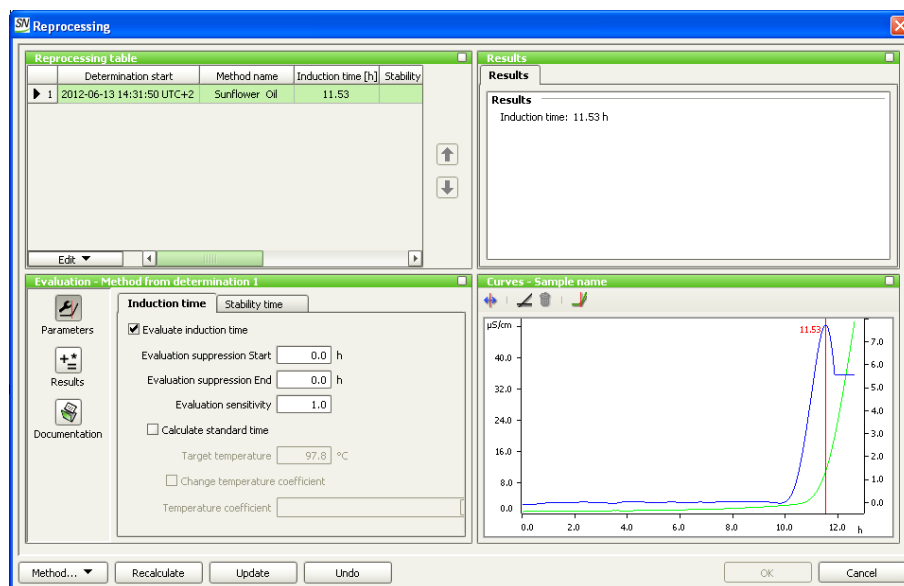 SN Reprocessing
Reprocessing table
Determination start Method name Induction time [h] Stability
1 2012-06-13 14:31:50 UTC+2 Sunflower Oil 11.53
Edit
Results
Results
Results
Induction time: 11.53 h
Evaluation - Method from determination 1
Parameters
Results
Documentation
Induction time Stability time
Evaluate induction time
Evaluation suppression Start 0.0 h
Evaluation suppression End 0.0 h
Evaluation sensitivity 1.0
Calculate standard time
Target temperature 97.8 °C
Change temperature coefficient
Temperature coefficient
Curves - Sample name
µS/cm
40.0
32.0
24.0
16.0
8.0
0.0
11.53
7.0
6.0
5.0
4.0
3.0
2.0
1.0
0.0
0.0 2.0 4.0 6.0 8.0 10.0 12.0 h
Method... Recalculate Update Undo OK Cancel